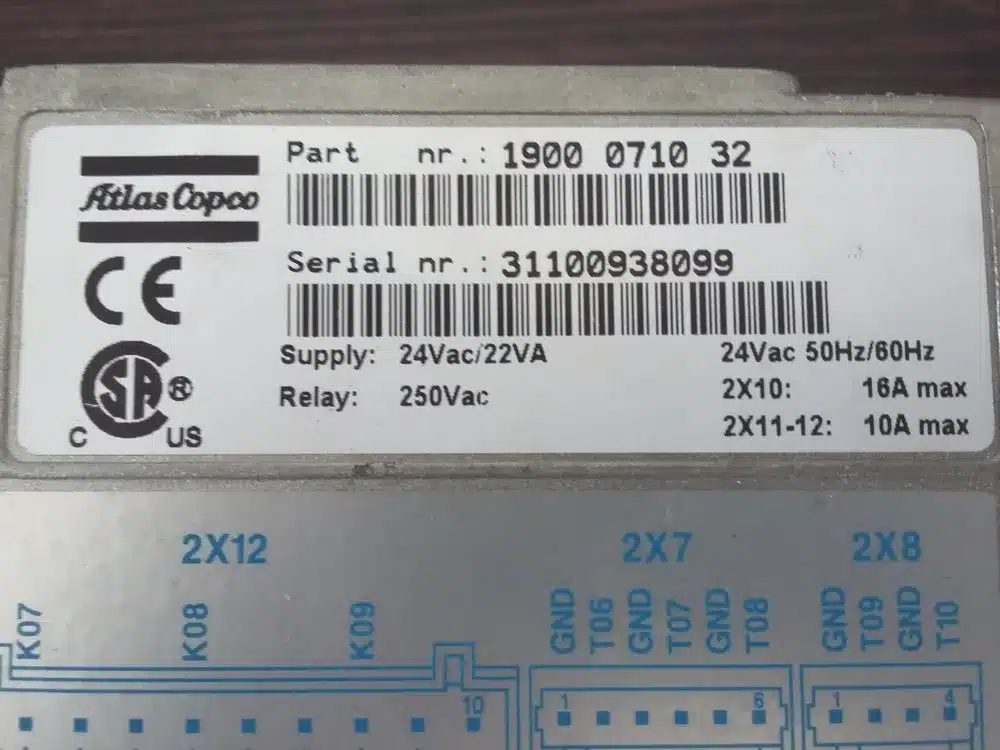 Atlas Copco
Part nr.: 1900 0710 32
Serial nr.: 31100938099
CE
Supply: 24Vac/22VA 24Vac 50Hz/60Hz
Relay: 250Vac 2X10: 16A max
2X11-12: 10A max
C SA ® US
2X12 2X7 2X8
K07 K08 K09 GND T06 GND T07 GND T08 GND T09 GND T10
10 1 6 1 4